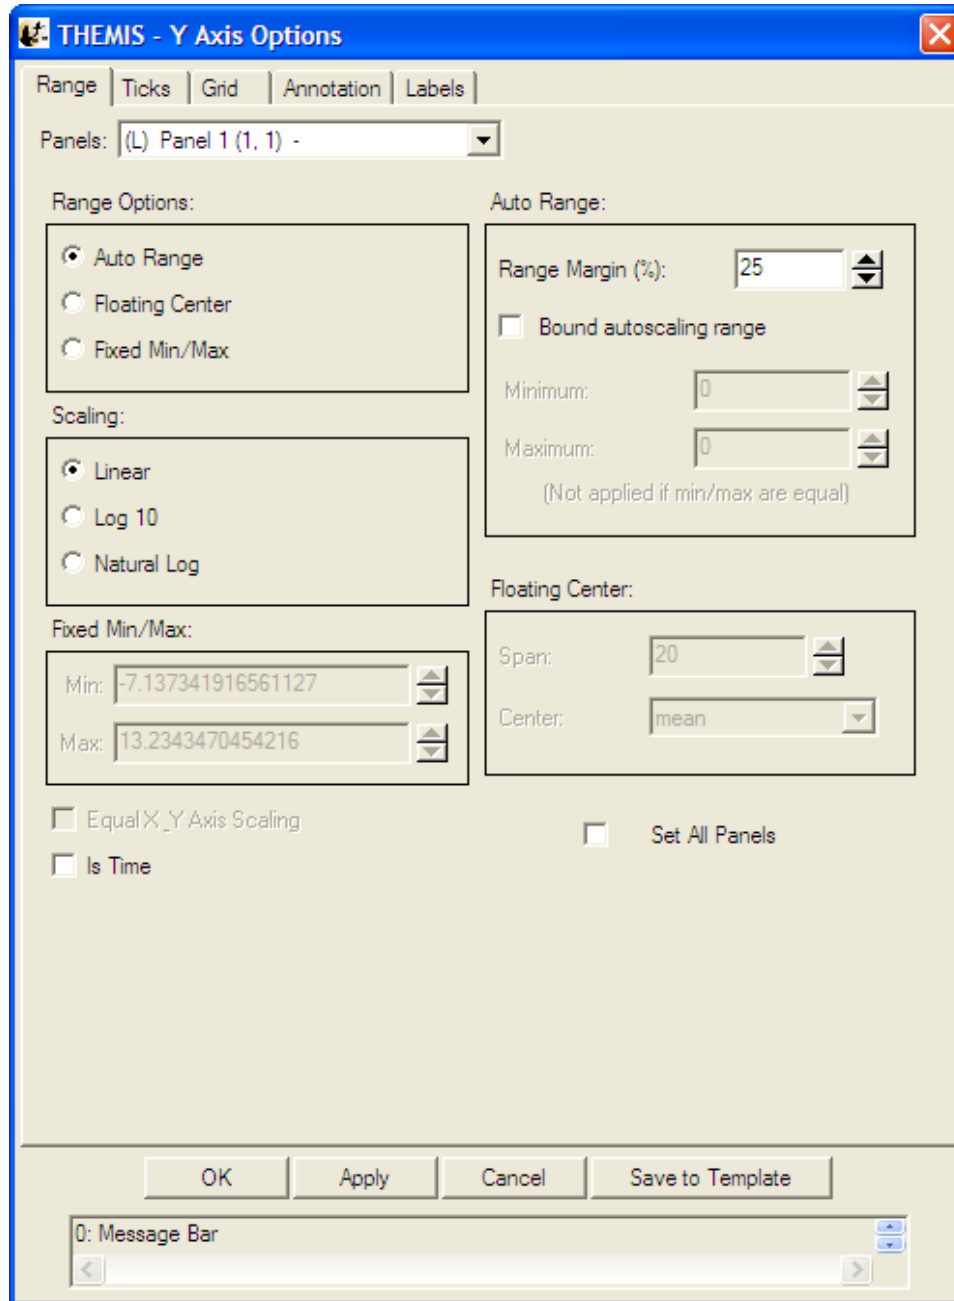 THEMIS - Y Axis Options
Range Ticks Grid Annotation Labels
Panels: (L) Panel 1 (1, 1) -
Range Options:
Auto Range
Floating Center
Fixed Min/Max
Scaling:
Linear
Log 10
Natural Log
Fixed Min/Max:
Min: -7.137341916561127
Max: 13.2343470454216
Equal X_Y Axis Scaling
Is Time
Auto Range:
Range Margin (%): 25
Bound autoscaling range
Minimum: 0
Maximum: 0
(Not applied if min/max are equal)
Floating Center:
Span: 20
Center: mean
Set All Panels
OK Apply Cancel Save to Template
0: Message Bar